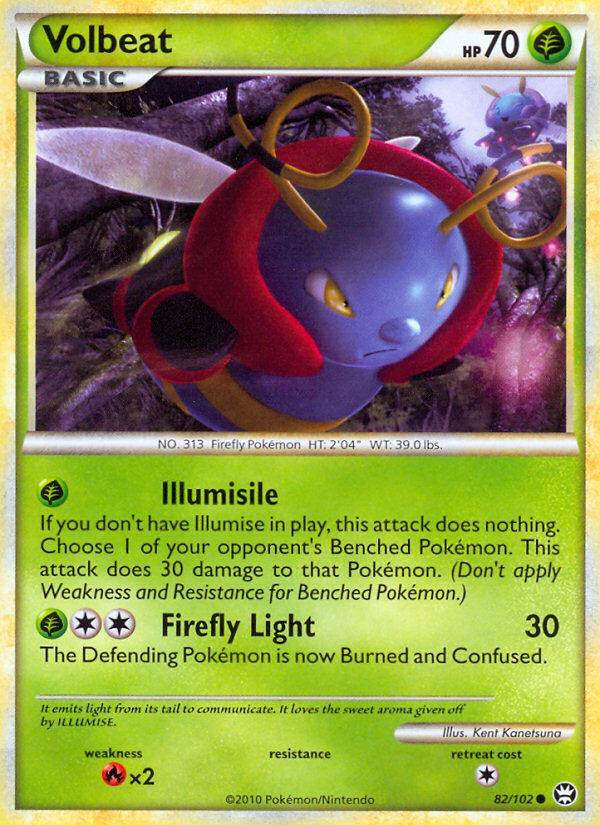 Volbeat
HP 70
BASIC
NO. 313 Firefly Pokémon HT: 2'04" WT: 39.0 lbs.
Illumisile
If you don't have Illumise in play, this attack does nothing.
Choose 1 of your opponent's Benched Pokémon. This
attack does 30 damage to that Pokémon. (Don't apply
Weakness and Resistance for Benched Pokémon.)
Firefly Light 30
The Defending Pokémon is now Burned and Confused.
It emits light from its tail to communicate. It loves the sweet aroma given off
by ILLUMISE.
Illus. Kent Kanetsuna
weakness resistance retreat cost
×2
©2010 Pokémon/Nintendo 82/102